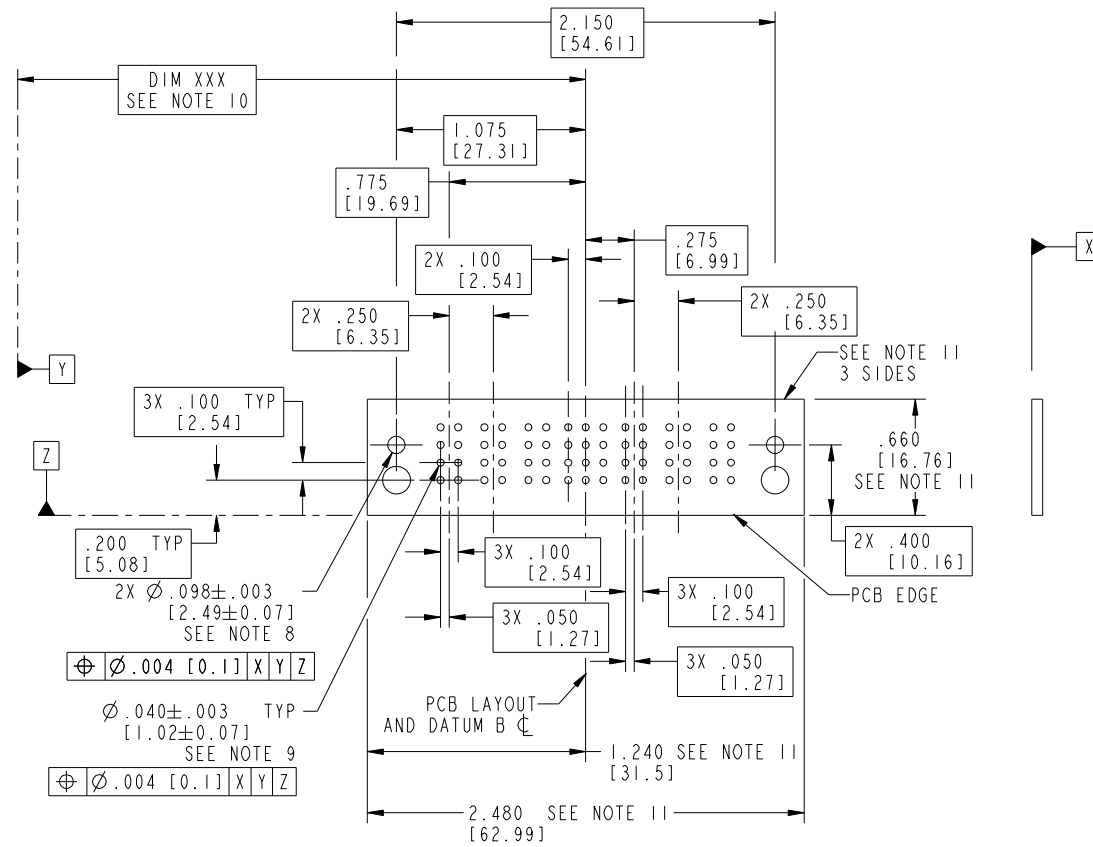 2.150
[54.61]
DIM XXX
SEE NOTE 10
1.075
[27.31]
.775
[19.69]
.275
[6.99]
X
2X .100
[2.54]
2X .250
[6.35]
2X .250
[6.35]
SEE NOTE 11
3 SIDES
Y
3X .100 TYP
[2.54]
.660
[16.76]
SEE NOTE 11
Z
.200 TYP
[5.08]
3X .100
[2.54]
2X .400
[10.16]
2X Ø .098±.003
[2.49±0.07]
SEE NOTE 8
3X .100
[2.54]
PCB EDGE
3X .050
[1.27]
⌖ Ø.004 [0.1] X Y Z
3X .050
[1.27]
Ø .040±.003 TYP
[1.02±0.07]
SEE NOTE 9
PCB LAYOUT
AND DATUM B ℄
⌖ Ø.004 [0.1] X Y Z
1.240 SEE NOTE 11
[31.5]
2.480 SEE NOTE 11
[62.99]